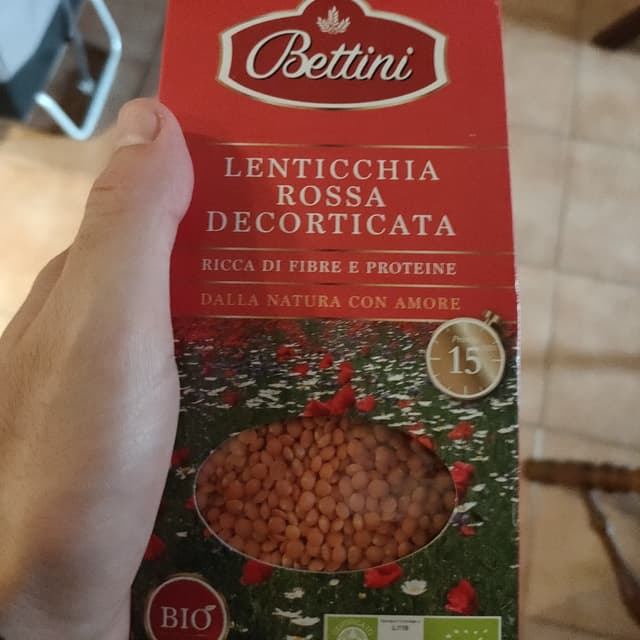 Bettini
LENTICCHIA
ROSSA
DECORTICATA
RICCA DI FIBRE E PROTEINE
DALLA NATURA CON AMORE
15
BIO